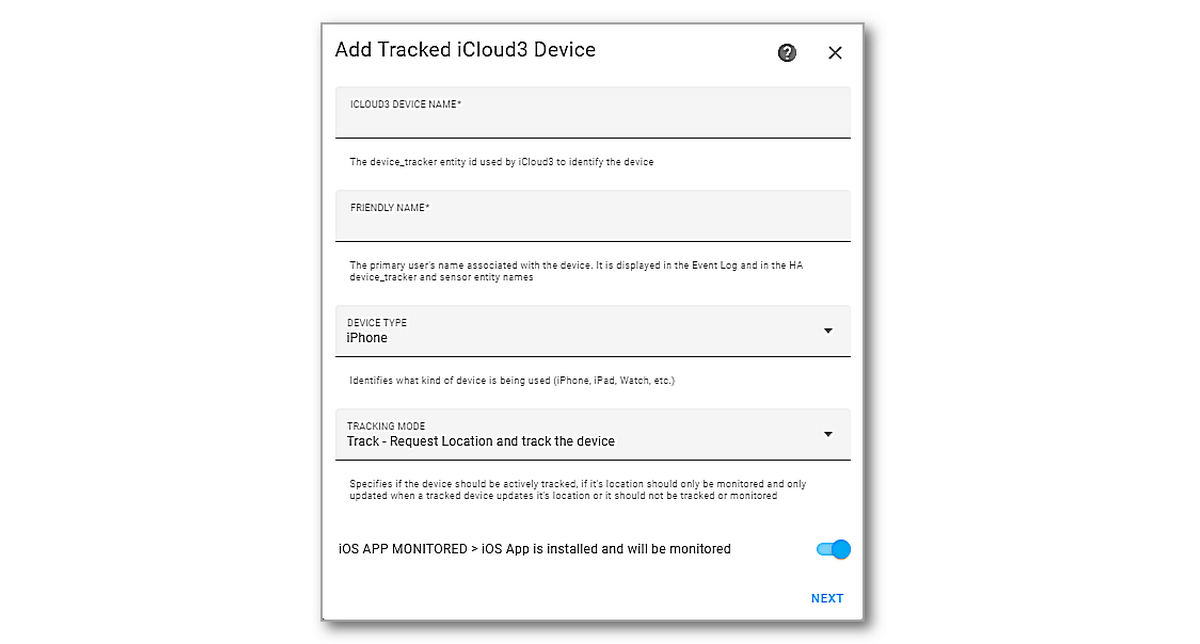 Add Tracked iCloud3 Device
ICLOUD3 DEVICE NAME*
The device_tracker entity id used by iCloud3 to identify the device
FRIENDLY NAME*
The primary user's name associated with the device. It is displayed in the Event Log and in the HA
device_tracker and sensor entity names
DEVICE TYPE
iPhone
Identifies what kind of device is being used (iPhone, iPad, Watch, etc.)
TRACKING MODE
Track - Request Location and track the device
Specifies if the device should be actively tracked, if it's location should only be monitored and only
updated when a tracked device updates it's location or it should not be tracked or monitored
iOS APP MONITORED > iOS App is installed and will be monitored
NEXT